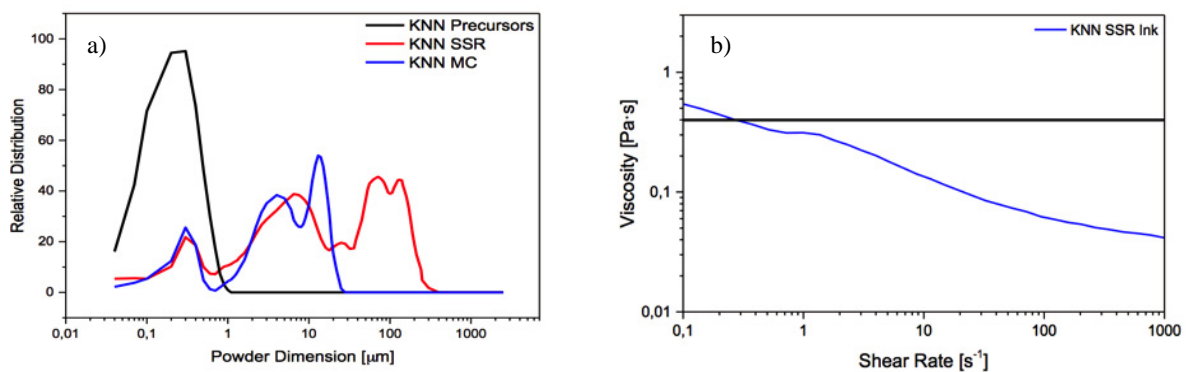 a)
KNN Precursors
KNN SSR
KNN MC
Relative Distribution
100
80
60
40
20
0
0,01
0,1
1
10
100
1000
Powder Dimension [μm]
b)
KNN SSR Ink
Viscosity [Pa·s]
1
0,1
0,01
0,1
1
10
100
1000
Shear Rate [s⁻¹]